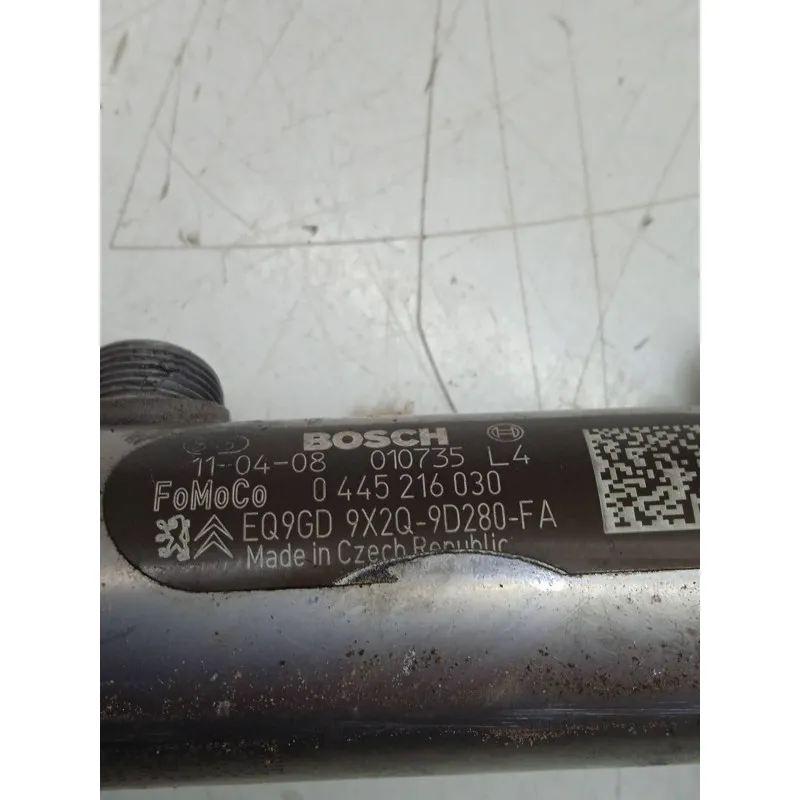 BOSCH
11-04-08 010735 L4
FoMoCo 0 445 216 030
EQ9GD 9X2Q-9D280-FA
Made in Czech Republic